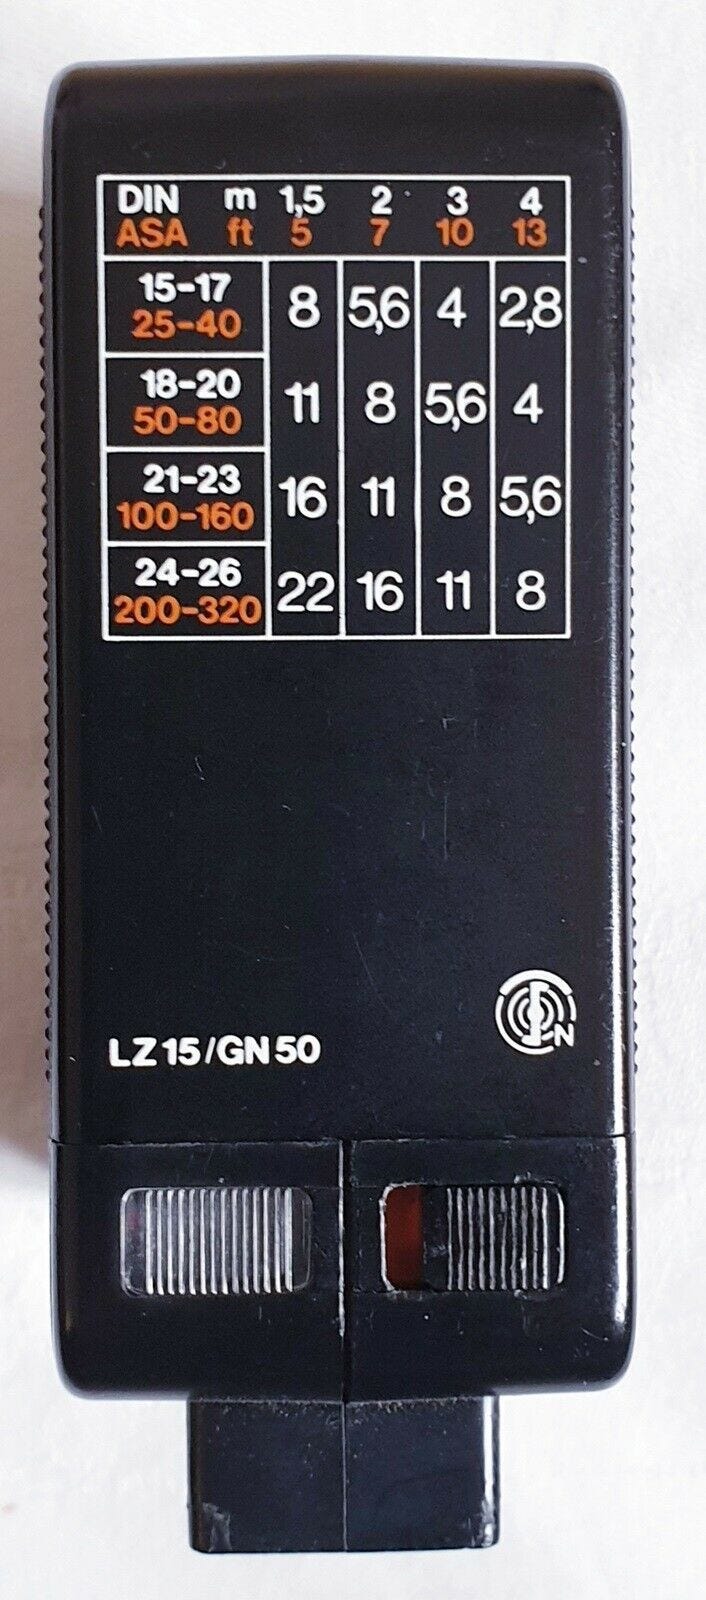 DIN m 1,5 2 3 4
ASA ft 5 7 10 13
15-17
25-40 8 5,6 4 2,8
18-20
50-80 11 8 5,6 4
21-23
100-160 16 11 8 5,6
24-26
200-320 22 16 11 8
N
LZ 15/GN 50